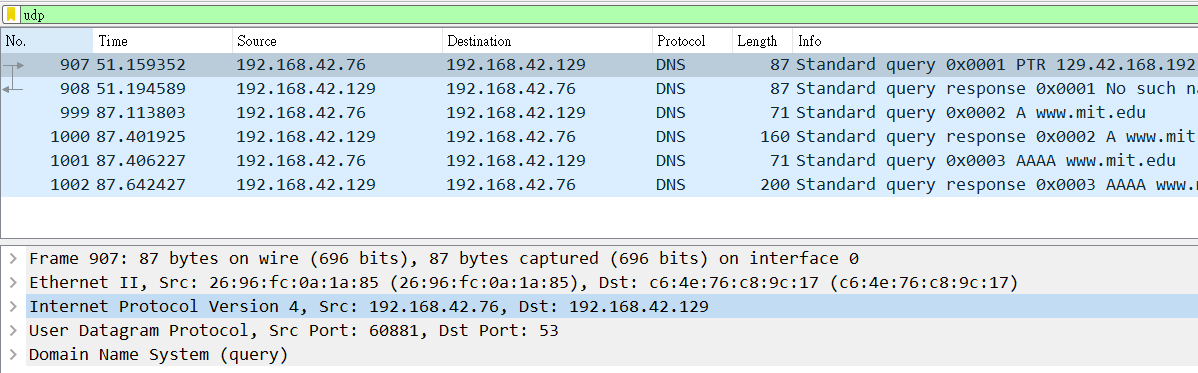 udp
No. Time Source Destination Protocol Length Info
907 51.159352 192.168.42.76 192.168.42.129 DNS 87 Standard query 0x0001 PTR 129.42.168.192
908 51.194589 192.168.42.129 192.168.42.76 DNS 87 Standard query response 0x0001 No such na
999 87.113803 192.168.42.76 192.168.42.129 DNS 71 Standard query 0x0002 A www.mit.edu
1000 87.401925 192.168.42.129 192.168.42.76 DNS 160 Standard query response 0x0002 A www.mit
1001 87.406227 192.168.42.76 192.168.42.129 DNS 71 Standard query 0x0003 AAAA www.mit.edu
1002 87.642427 192.168.42.129 192.168.42.76 DNS 200 Standard query response 0x0003 AAAA www.m
Frame 907: 87 bytes on wire (696 bits), 87 bytes captured (696 bits) on interface 0
Ethernet II, Src: 26:96:fc:0a:1a:85 (26:96:fc:0a:1a:85), Dst: c6:4e:76:c8:9c:17 (c6:4e:76:c8:9c:17)
Internet Protocol Version 4, Src: 192.168.42.76, Dst: 192.168.42.129
User Datagram Protocol, Src Port: 60881, Dst Port: 53
Domain Name System (query)